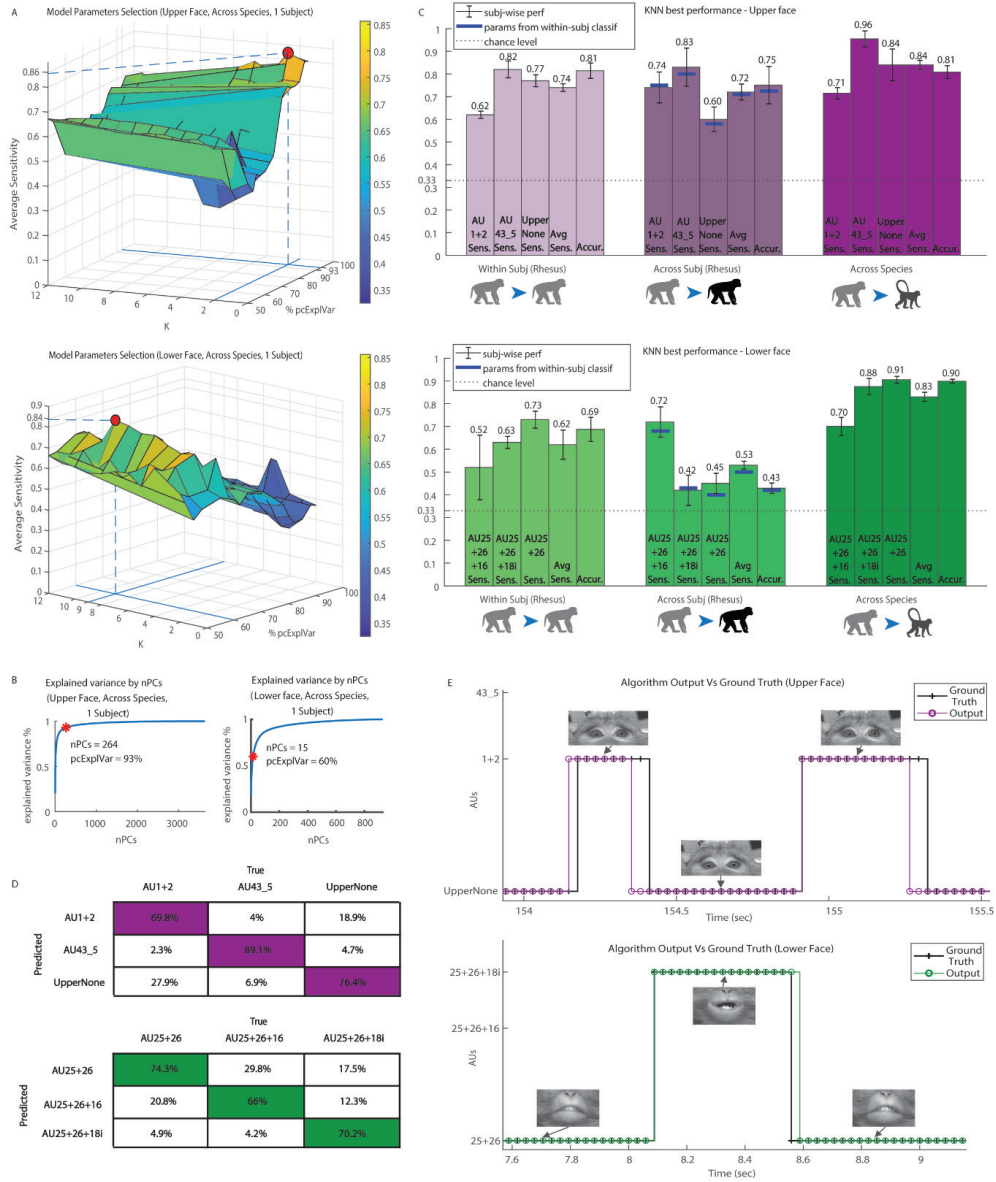 A
Model Parameters Selection (Upper Face, Across Species, 1 Subject)
0.86
0.8
0.7
0.6
0.5
0.4
0.3
0.2
0.1
0
Average Sensitivity
12
10
8
6
4
2
0
K
50
60
70
80
90
93
100
% pcExplVar
0.85
0.8
0.75
0.7
0.65
0.6
0.55
0.5
0.45
0.4
0.35
Model Parameters Selection (Lower Face, Across Species, 1 Subject)
0.9
0.84
0.8
0.7
0.6
0.5
0.4
0.3
0.2
0.1
0
Average Sensitivity
12
10
9
8
6
4
2
0
K
50
60
70
80
90
100
% pcExplVar
0.85
0.8
0.75
0.7
0.65
0.6
0.55
0.5
0.45
0.4
0.35
B
Explained variance by nPCs
(Upper Face, Across Species,
1 Subject)
1
0.5
0
explained variance %
nPCs = 264
pcExplVar = 93%
0
1000
3000
nPCs
Explained variance by nPCs
(Lower face, Across Species,
1 Subject)
1
0.5
0
explained variance %
nPCs = 15
pcExplVar = 60%
0
200
400
600
800
nPCs
C
KNN best performance - Upper face
subj-wise perf
params from within-subj classif
chance level
1
0.9
0.8
0.7
0.6
0.5
0.4
0.33
0.2
0.1
0
0.62
0.82
0.77
0.74
0.81
0.74
0.83
0.60
0.72
0.75
0.71
0.96
0.84
0.84
0.81
AU 1+2 Sens.
AU 43_5 Sens.
Upper None Sens.
Avg Sens.
Accur.
AU 1+2 Sens.
AU 43_5 Sens.
Upper None Sens.
Avg Sens.
Accur.
AU 1+2 Sens.
AU 43_5 Sens.
Upper None Sens.
Avg Sens.
Accur.
Within Subj (Rhesus)
Across Subj (Rhesus)
Across Species
KNN best performance - Lower face
subj-wise perf
params from within-subj classif
chance level
1
0.9
0.8
0.7
0.6
0.5
0.4
0.33
0.2
0.1
0
0.52
0.63
0.73
0.62
0.69
0.72
0.42
0.45
0.53
0.43
0.70
0.88
0.91
0.83
0.90
AU25 +26 +16 Sens.
AU25 +26 +18i Sens.
AU25 +26 Sens.
Avg Sens.
Accur.
AU25 +26 +16 Sens.
AU25 +26 +18i Sens.
AU25 +26 Sens.
Avg Sens.
Accur.
AU25 +26 +16 Sens.
AU25 +26 +18i Sens.
AU25 +26 Sens.
Avg Sens.
Accur.
Within Subj (Rhesus)
Across Subj (Rhesus)
Across Species
D
True
AU1+2 AU43_5 UpperNone
Predicted
AU1+2 69.8% 4% 18.9%
AU43_5 2.3% 89.1% 4.7%
UpperNone 27.9% 6.9% 76.4%
True
AU25+26 AU25+26+16 AU25+26+18i
Predicted
AU25+26 74.3% 29.8% 17.5%
AU25+26+16 20.8% 66% 12.3%
AU25+26+18i 4.9% 4.2% 70.2%
E
Algorithm Output Vs Ground Truth (Upper Face)
Ground Truth
Output
43_5
1+2
UpperNone
AUs
154
154.5
155
155.5
Time (sec)
Algorithm Output Vs Ground Truth (Lower Face)
Ground Truth
Output
25+26+18i
25+26+16
25+26
AUs
7.6
7.8
8
8.2
8.4
8.6
8.8
9
Time (sec)